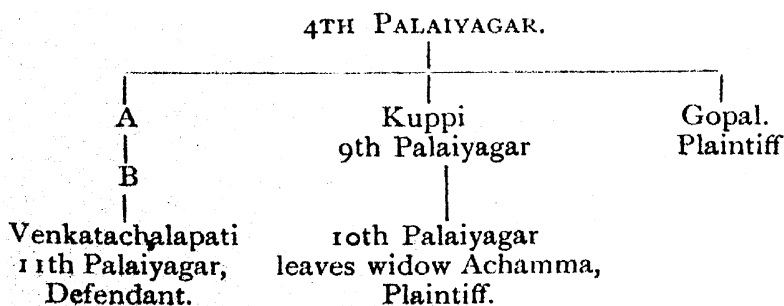 4TH PALAIYAGAR.
A Kuppi Gopal.
9th Palaiyagar Plaintiff
B
Venkatachalapati 10th Palaiyagar
11th Palaiyagar, leaves widow Achamma,
Defendant. Plaintiff.